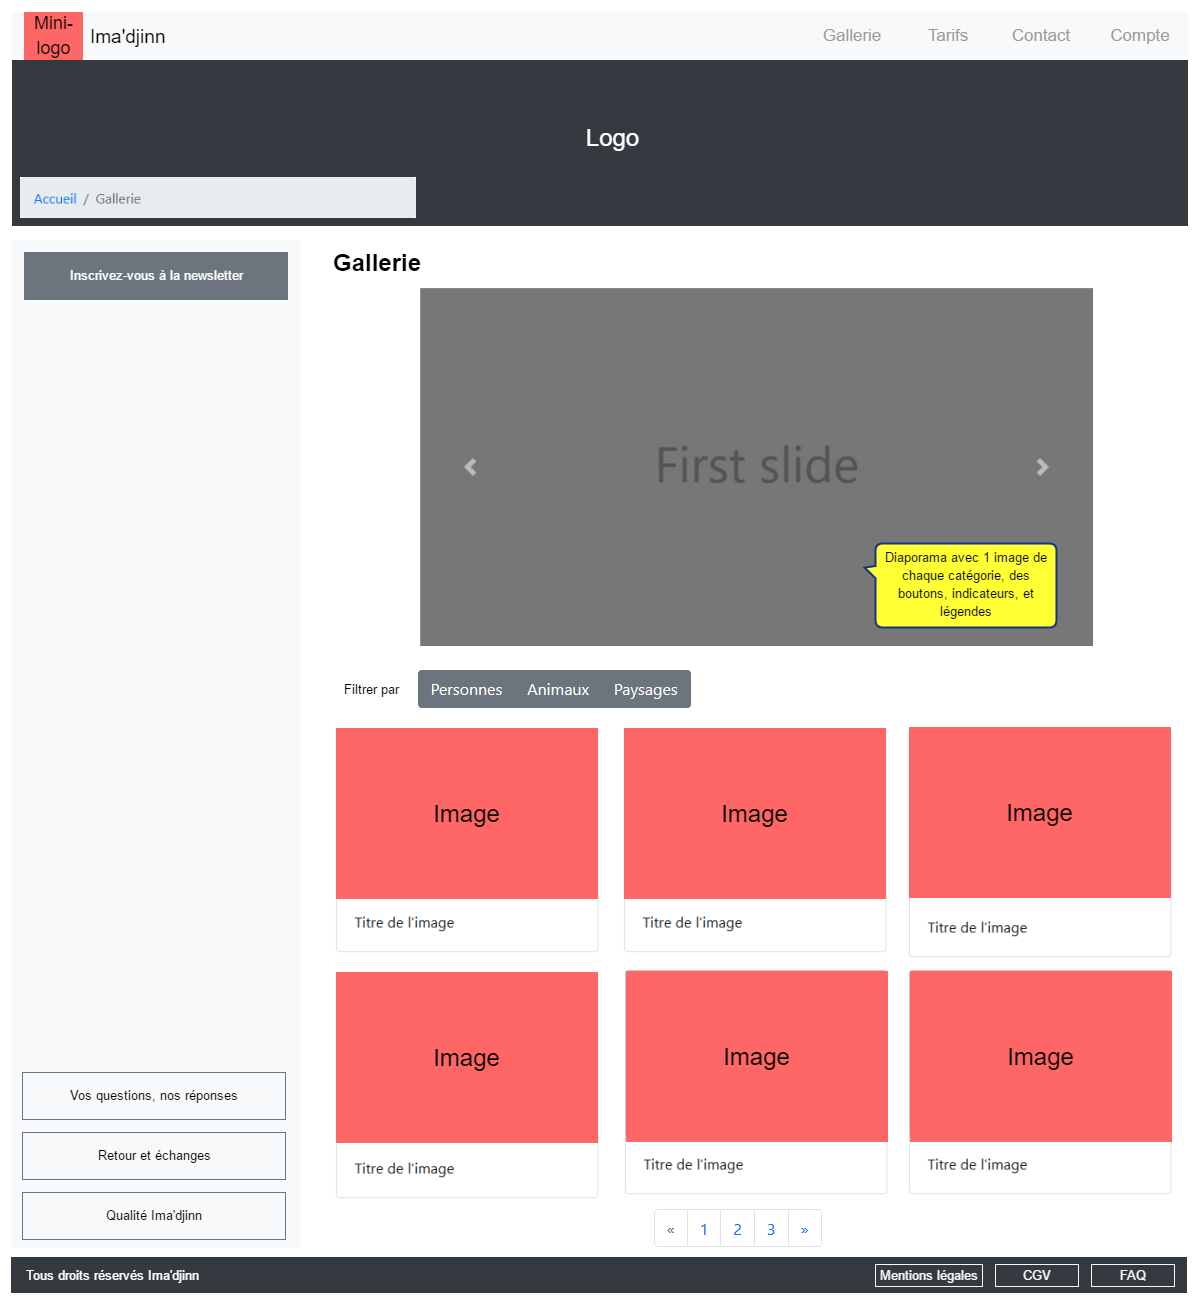 Mini-
logo
Ima'djinn
Gallerie
Tarifs
Contact
Compte
Logo
Accueil / Gallerie
Inscrivez-vous à la newsletter
Gallerie
First slide
Diaporama avec 1 image de
chaque catégorie, des
boutons, indicateurs, et
légendes
Filtrer par
Personnes
Animaux
Paysages
Image
Image
Image
Titre de l'image
Titre de l'image
Titre de l'image
Image
Image
Image
Titre de l'image
Titre de l'image
Titre de l'image
Vos questions, nos réponses
Retour et échanges
Qualité Ima'djinn
« 1 2 3 »
Tous droits réservés Ima'djinn
Mentions légales
CGV
FAQ